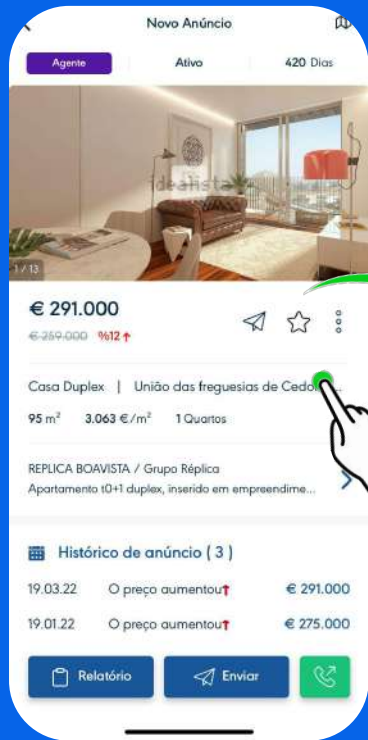 Novo Anúncio
Agente Ativo 420 Dias
idealista
1 / 13
€ 291.000
€ 259.000 %12
Casa Duplex | União das freguesias de Cedo
95 m² 3.063 €/m² 1 Quartos
REPLICA BOAVISTA / Grupo Réplica
Apartamento t0+1 duplex, inserido em empreendime...
Histórico de anúncio ( 3 )
19.03.22 O preço aumentou € 291.000
19.01.22 O preço aumentou € 275.000
Relatório Enviar